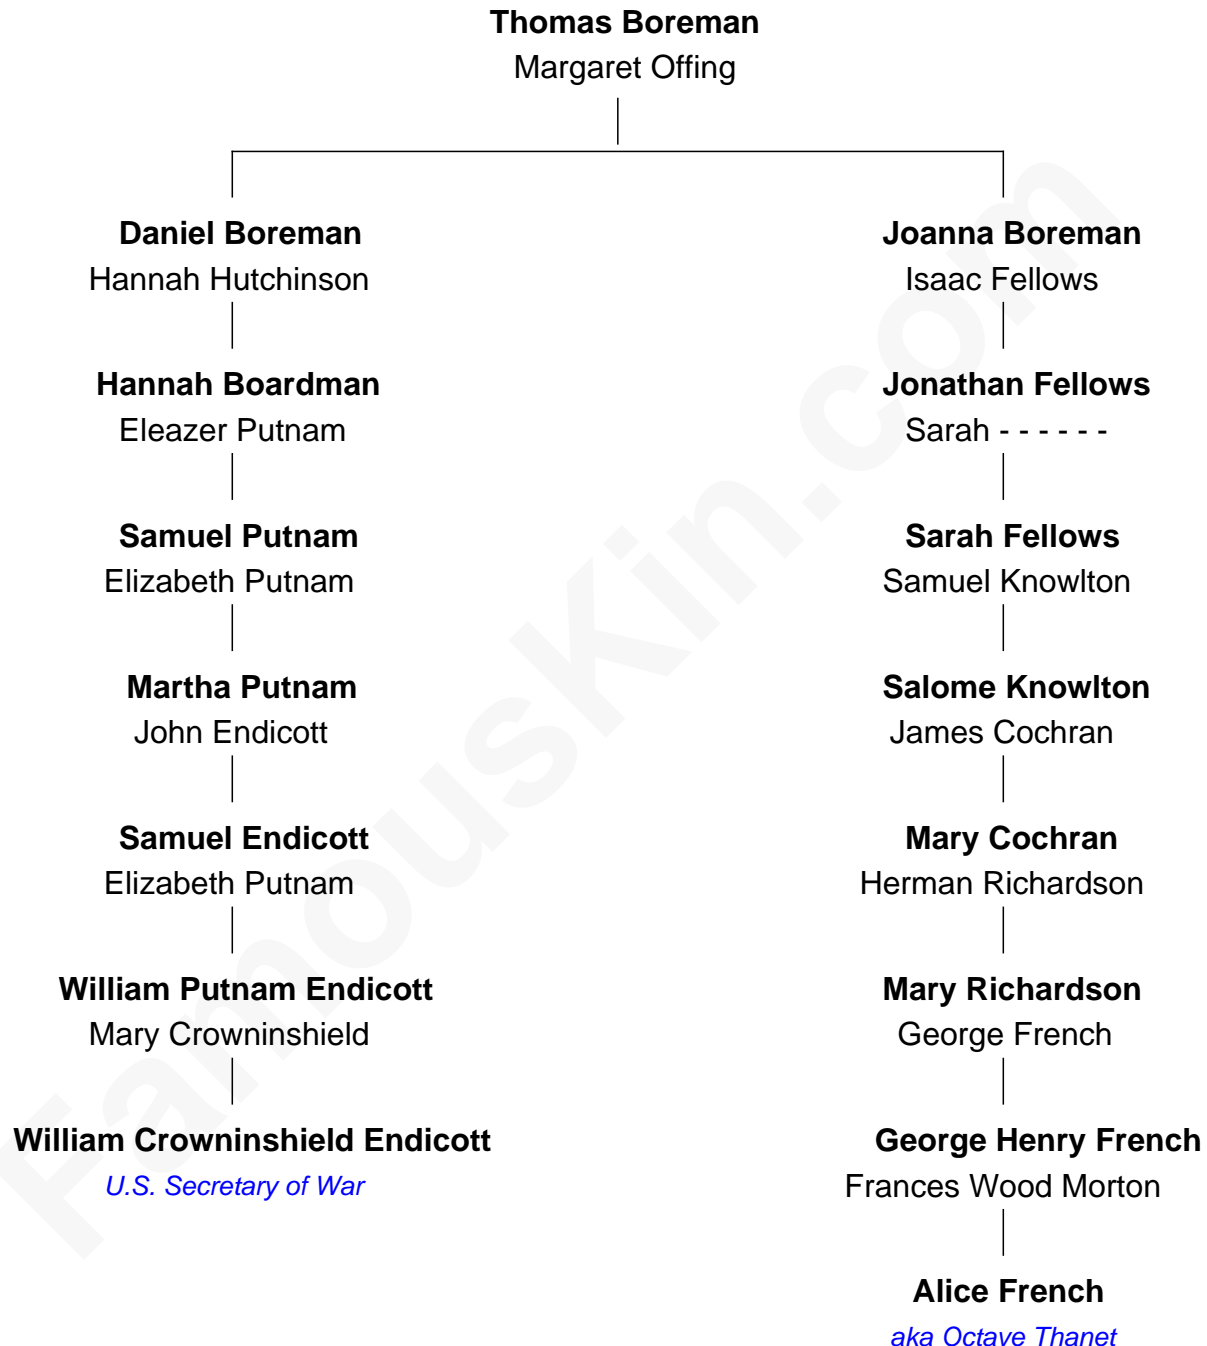 Thomas Boreman
Margaret Offing
Daniel Boreman
Hannah Hutchinson
Hannah Boardman
Eleazer Putnam
Samuel Putnam
Elizabeth Putnam
Martha Putnam
John Endicott
Samuel Endicott
Elizabeth Putnam
William Putnam Endicott
Mary Crowninshield
William Crowninshield Endicott
U.S. Secretary of War
Joanna Boreman
Isaac Fellows
Jonathan Fellows
Sarah - - - - - -
Sarah Fellows
Samuel Knowlton
Salome Knowlton
James Cochran
Mary Cochran
Herman Richardson
Mary Richardson
George French
George Henry French
Frances Wood Morton
Alice French
aka Octave Thanet
FamousKin.com